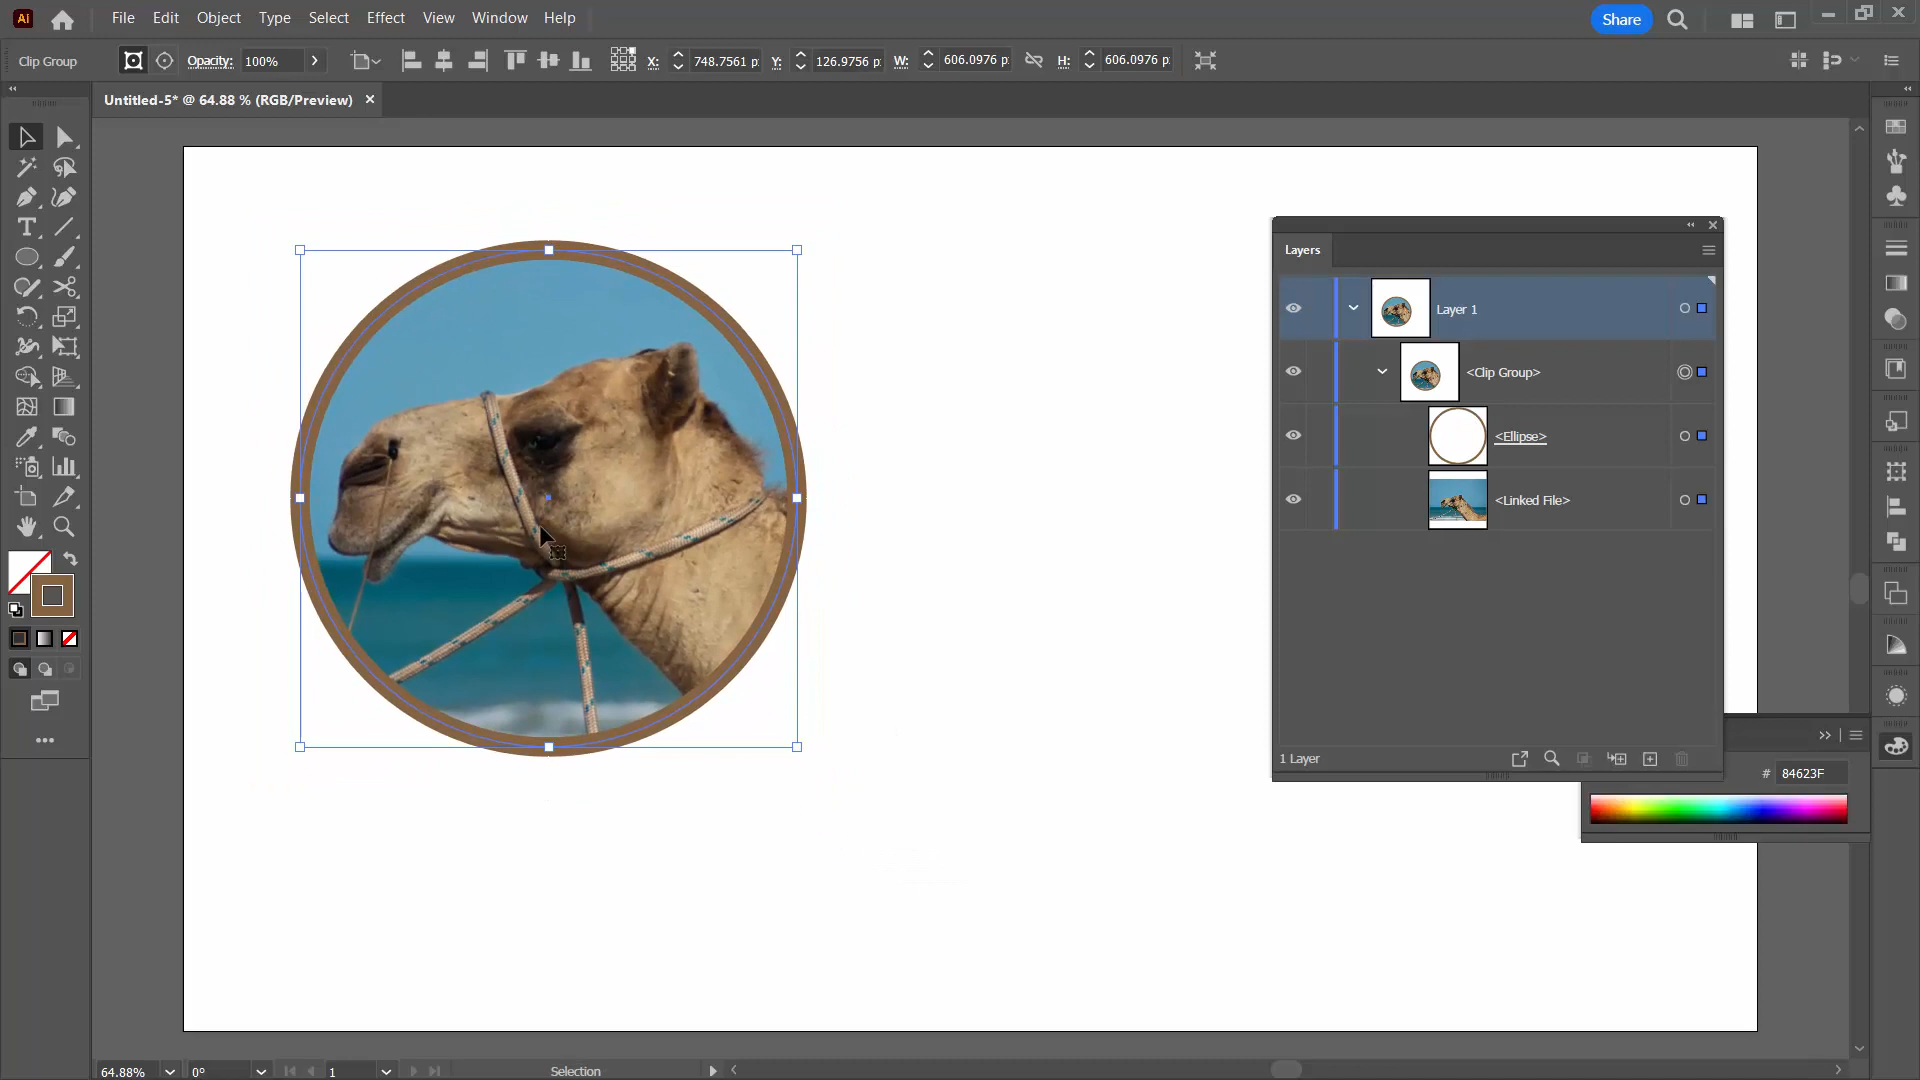 Ai File Edit Object Type Select Effect View Window Help Share
Clip Group Opacity: 100% X: 748.7561 p Y: 126.9756 p W: 606.0976 p H: 606.0976 p
Untitled-5* @ 64.88 % (RGB/Preview)
Layers
Layer 1
<Clip Group>
<Ellipse>
<Linked File>
1 Layer
# 84623F
64.88% 0° 1 Selection